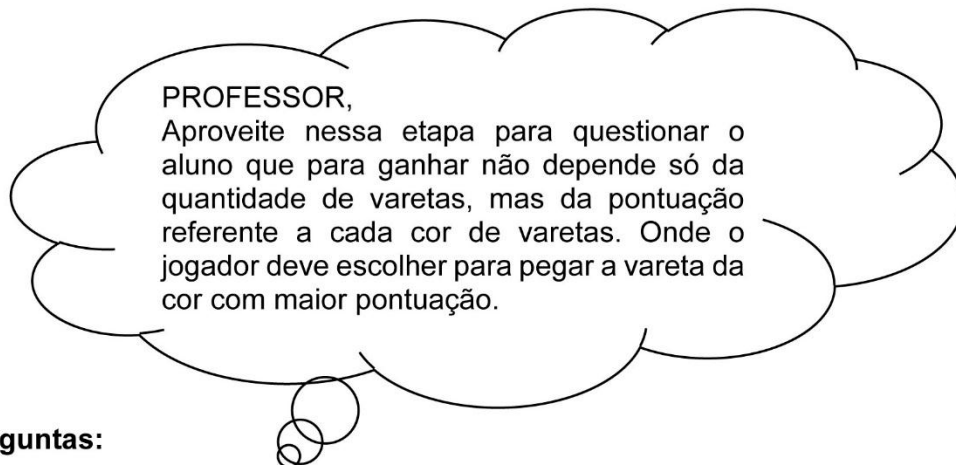 PROFESSOR,
Aproveite nessa etapa para questionar o
aluno que para ganhar não depende só da
quantidade de varetas, mas da pontuação
referente a cada cor de varetas. Onde o
jogador deve escolher para pegar a vareta da
cor com maior pontuação.
guntas: